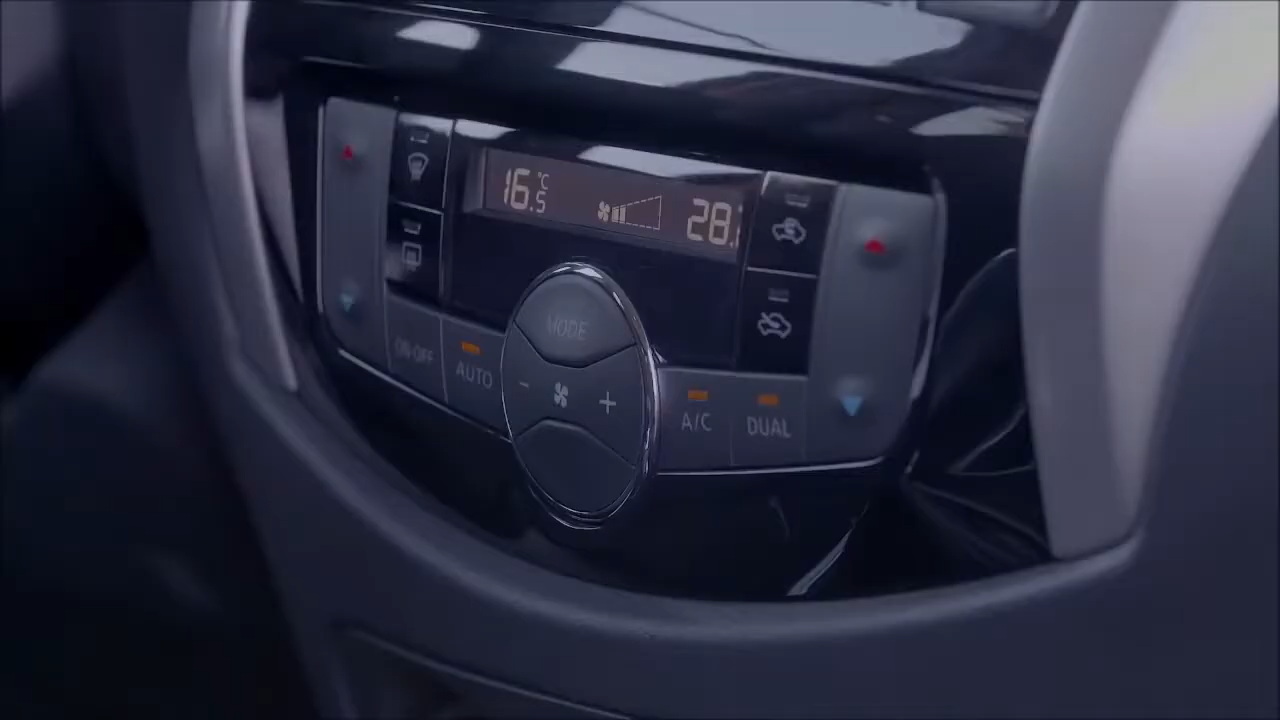 16.5 °C
28.
MODE
ON·OFF
AUTO
- +
A/C
DUAL